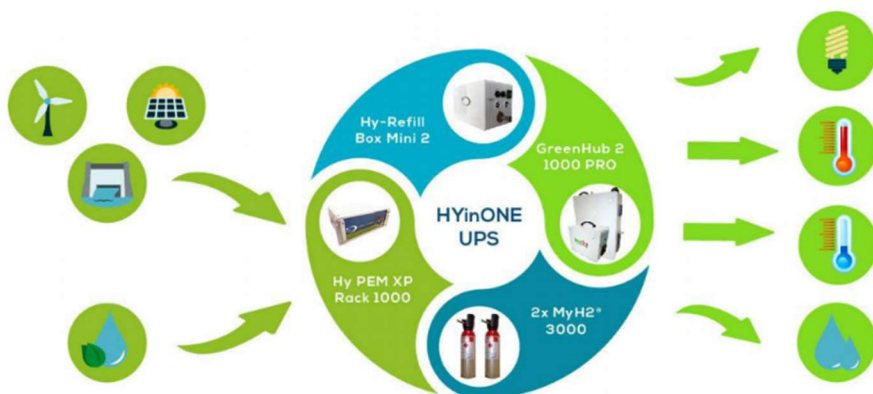 Hy-Refill
Box Mini 2
GreenHub 2
1000 PRO
HYinONE
UPS
Hy PEM XP
Rack 1000
2x MyH2®
3000